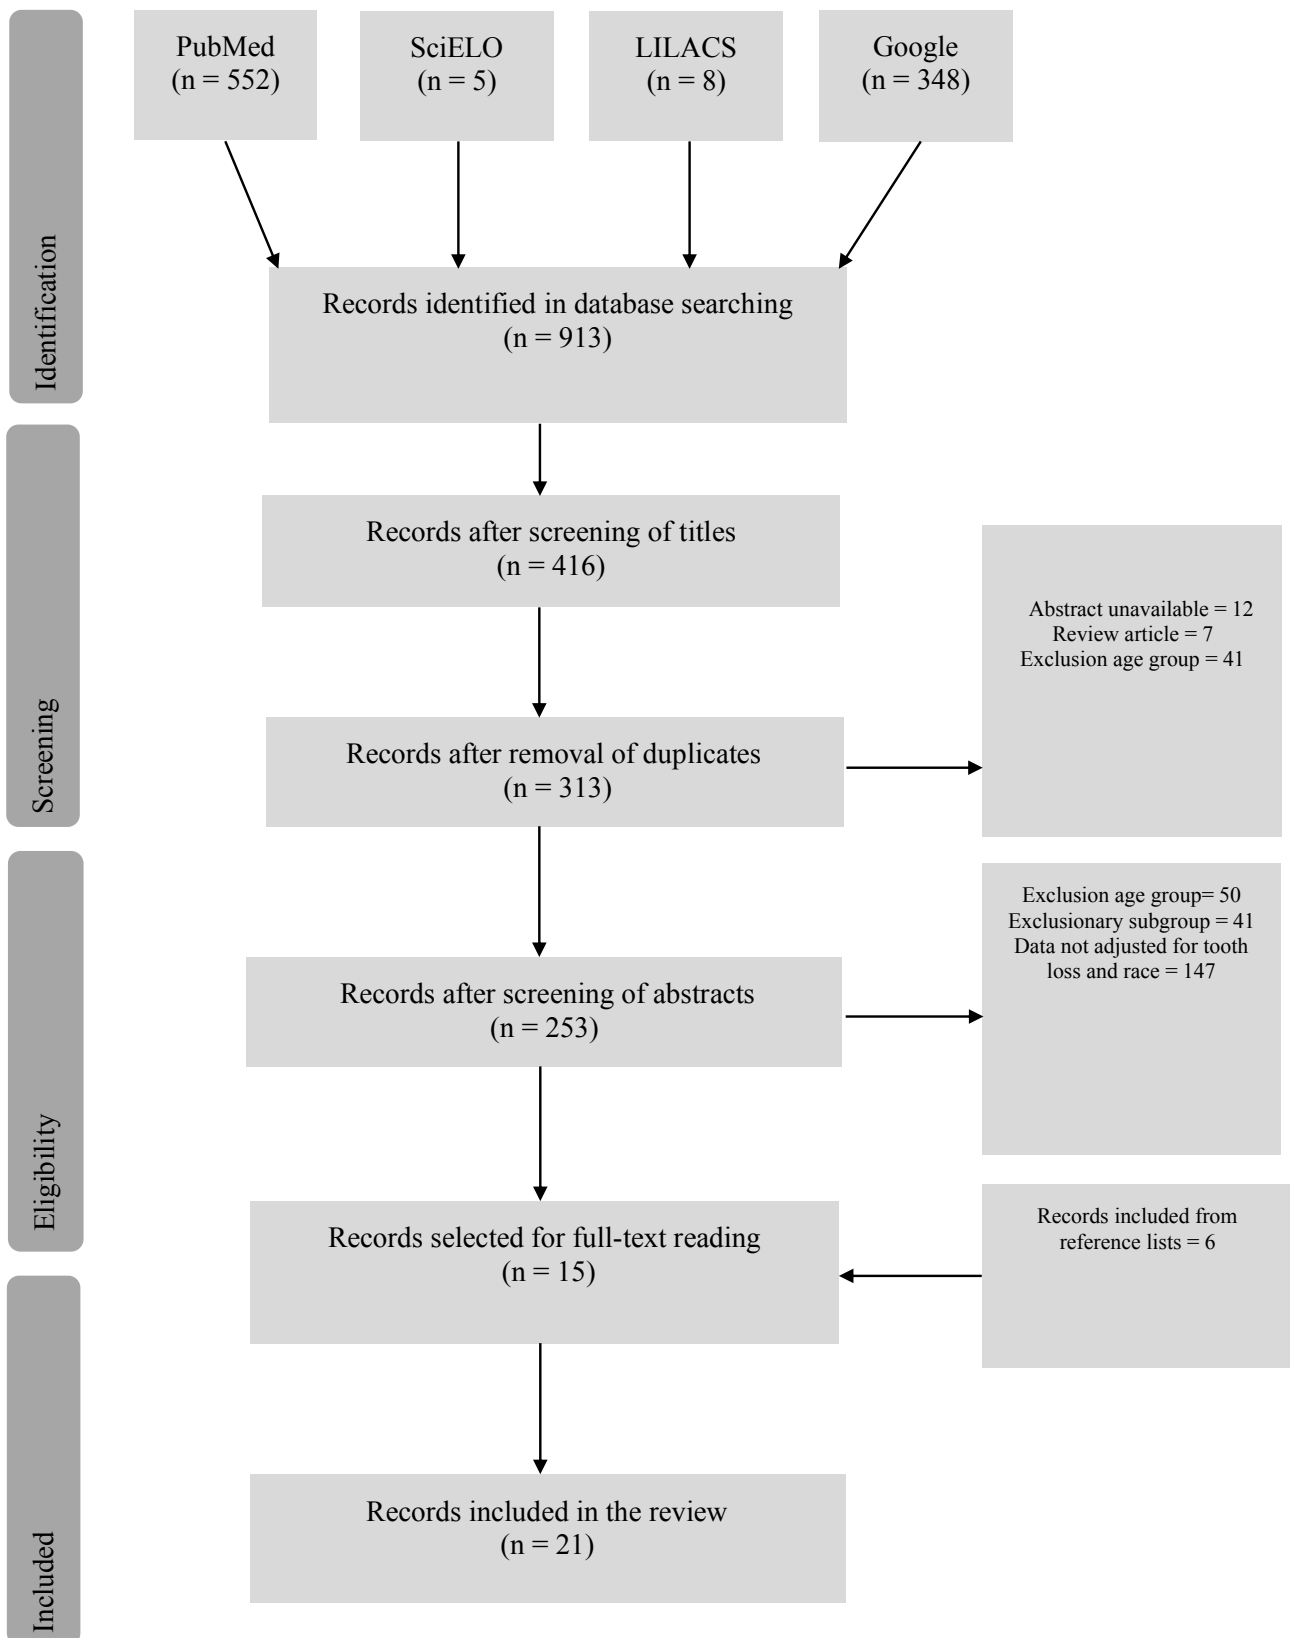 PubMed
(n = 552)
SciELO
(n = 5)
LILACS
(n = 8)
Google
(n = 348)
Identification
Records identified in database searching
(n = 913)
Screening
Records after screening of titles
(n = 416)
Abstract unavailable = 12
Review article = 7
Exclusion age group = 41
Records after removal of duplicates
(n = 313)
Eligibility
Exclusion age group= 50
Exclusionary subgroup = 41
Data not adjusted for tooth
loss and race = 147
Records after screening of abstracts
(n = 253)
Records selected for full-text reading
(n = 15)
Records included from
reference lists = 6
Included
Records included in the review
(n = 21)